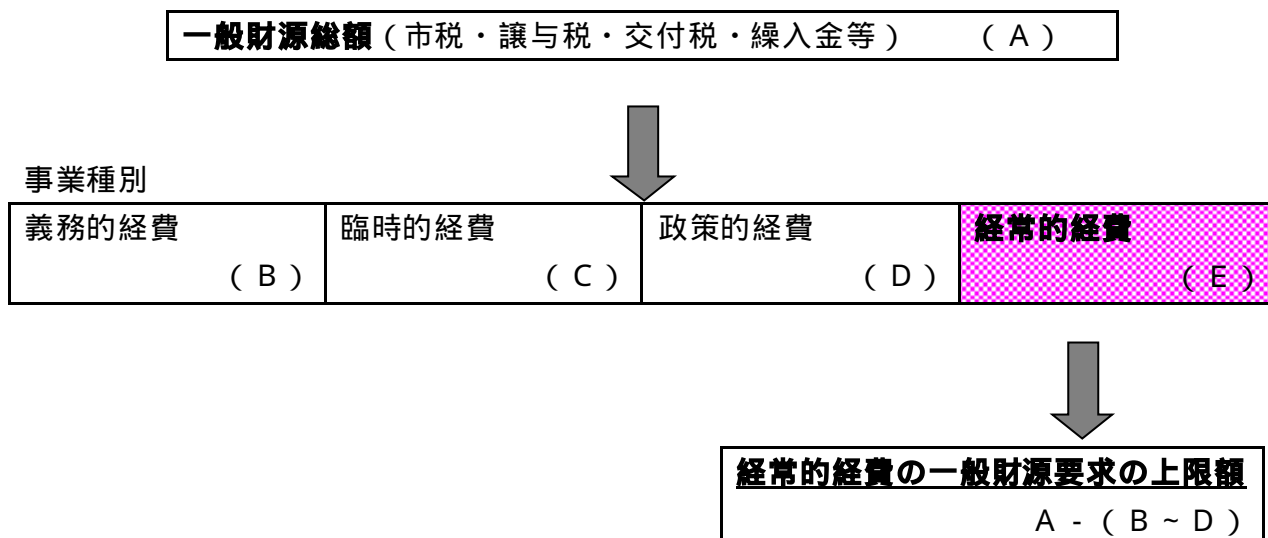 一般財源総額（市税・譲与税・交付税・繰入金等）　（Ａ）
事業種別
義務的経費
（Ｂ）
臨時的経費
（Ｃ）
政策的経費
（Ｄ）
経常的経費
（Ｅ）
経常的経費の一般財源要求の上限額
Ａ‐（Ｂ～Ｄ）